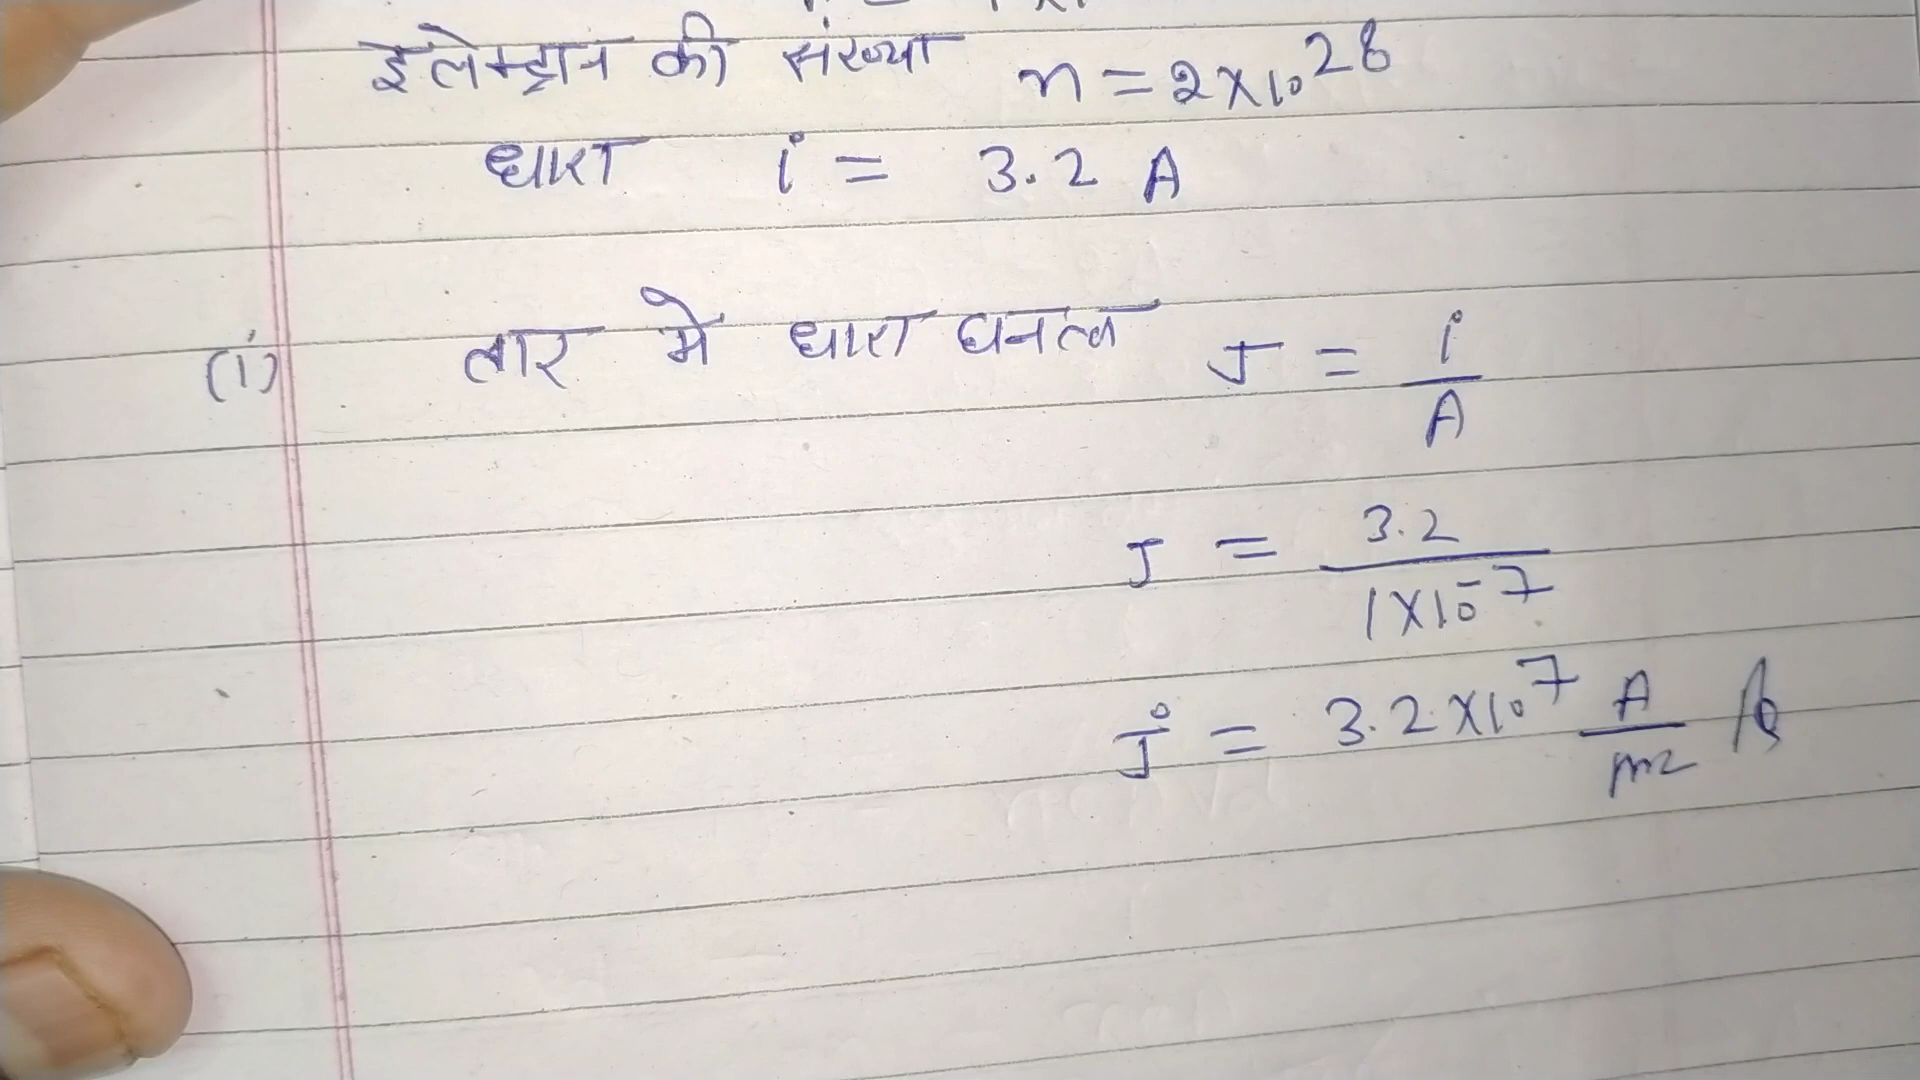 इलेक्ट्रान की संख्या n = 2×10²⁸
धारा i = 3.2 A
(i) तार मे धारा घनत्व J = i/A
J = 3.2/1×10⁻⁷
J = 3.2×10⁷ A/m2